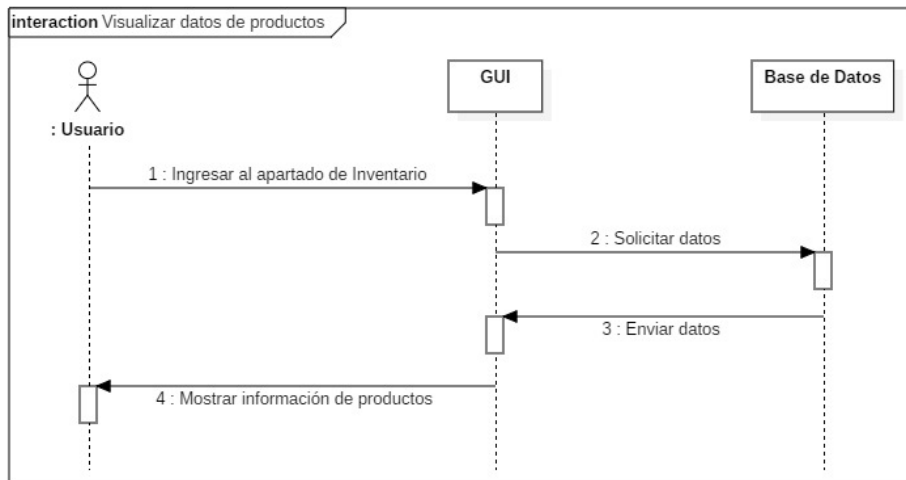 interaction Visualizar datos de productos
GUI
Base de Datos
: Usuario
1 : Ingresar al apartado de Inventario
2 : Solicitar datos
3 : Enviar datos
4 : Mostrar información de productos